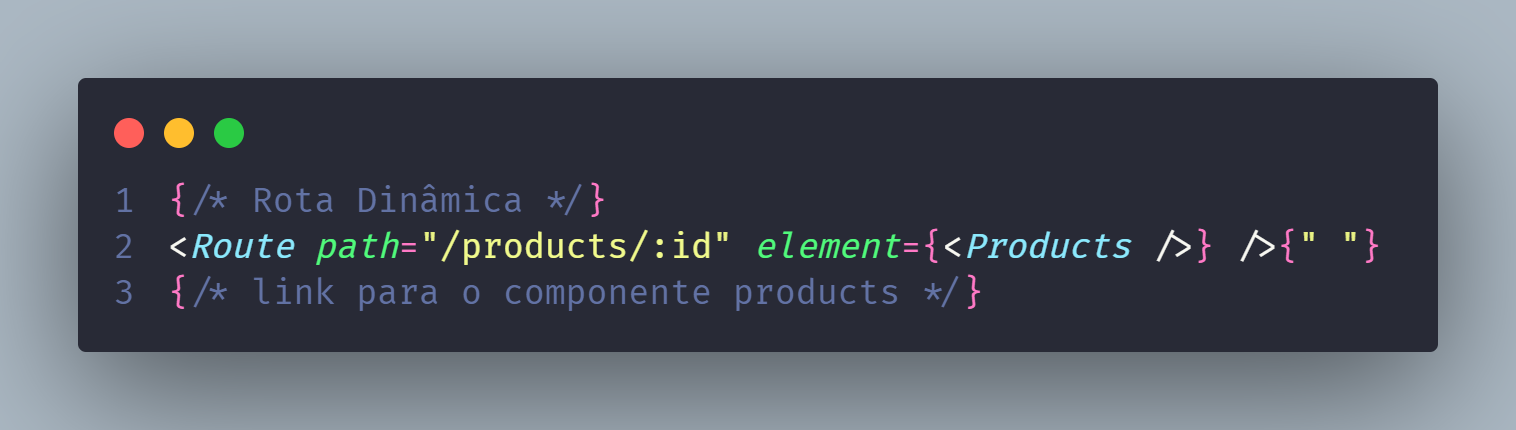 1 {/* Rota Dinâmica */}
2 <Route path="/products/:id" element={<Products />} />{" "}
3 {/* link para o componente products */}